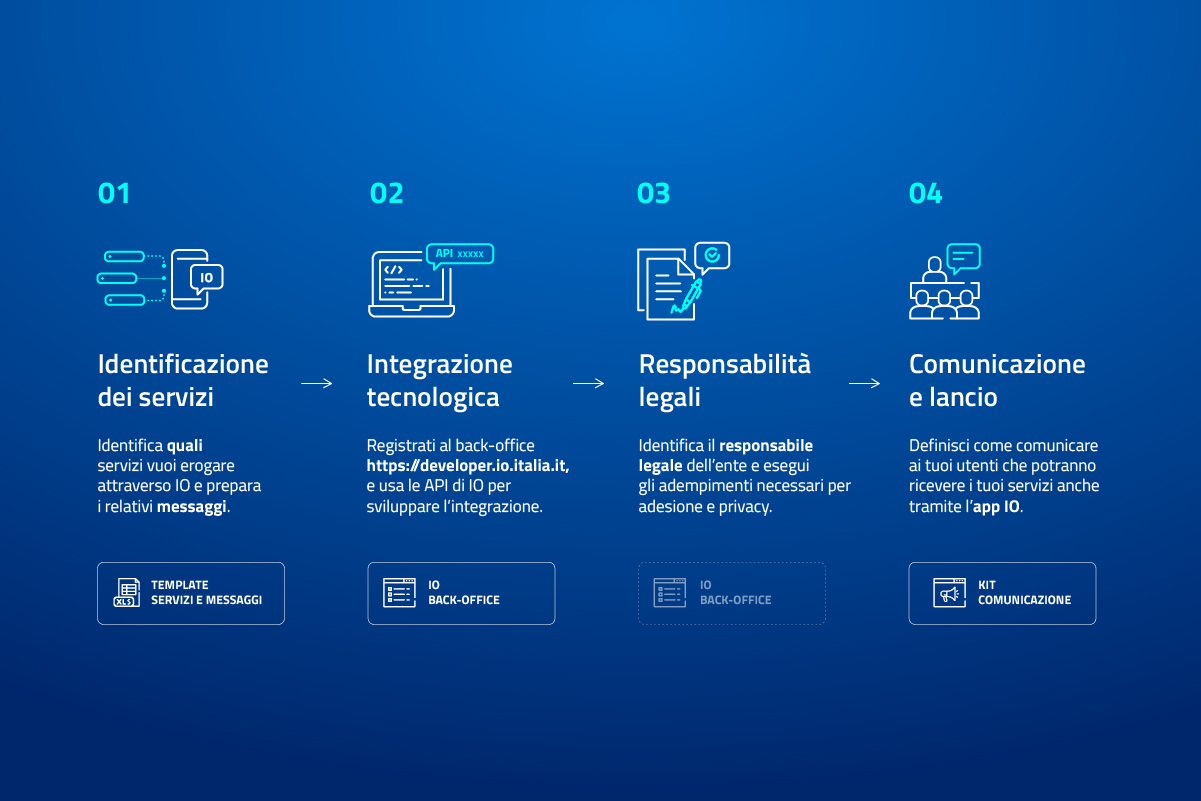 01
IO
Identificazione
dei servizi
Identifica quali
servizi vuoi erogare
attraverso IO e prepara
i relativi messaggi.
XLS
TEMPLATE
SERVIZI E MESSAGGI
02
API xxxxx
</>
Integrazione
tecnologica
Registrati al back-office
https://developer.io.italia.it,
e usa le API di IO per
sviluppare l'integrazione.
IO
BACK-OFFICE
03
Responsabilità
legali
Identifica il responsabile
legale dell'ente e esegui
gli adempimenti necessari per
adesione e privacy.
IO
BACK-OFFICE
04
Comunicazione
e lancio
Definisci come comunicare
ai tuoi utenti che potranno
ricevere i tuoi servizi anche
tramite l'app IO.
KIT
COMUNICAZIONE